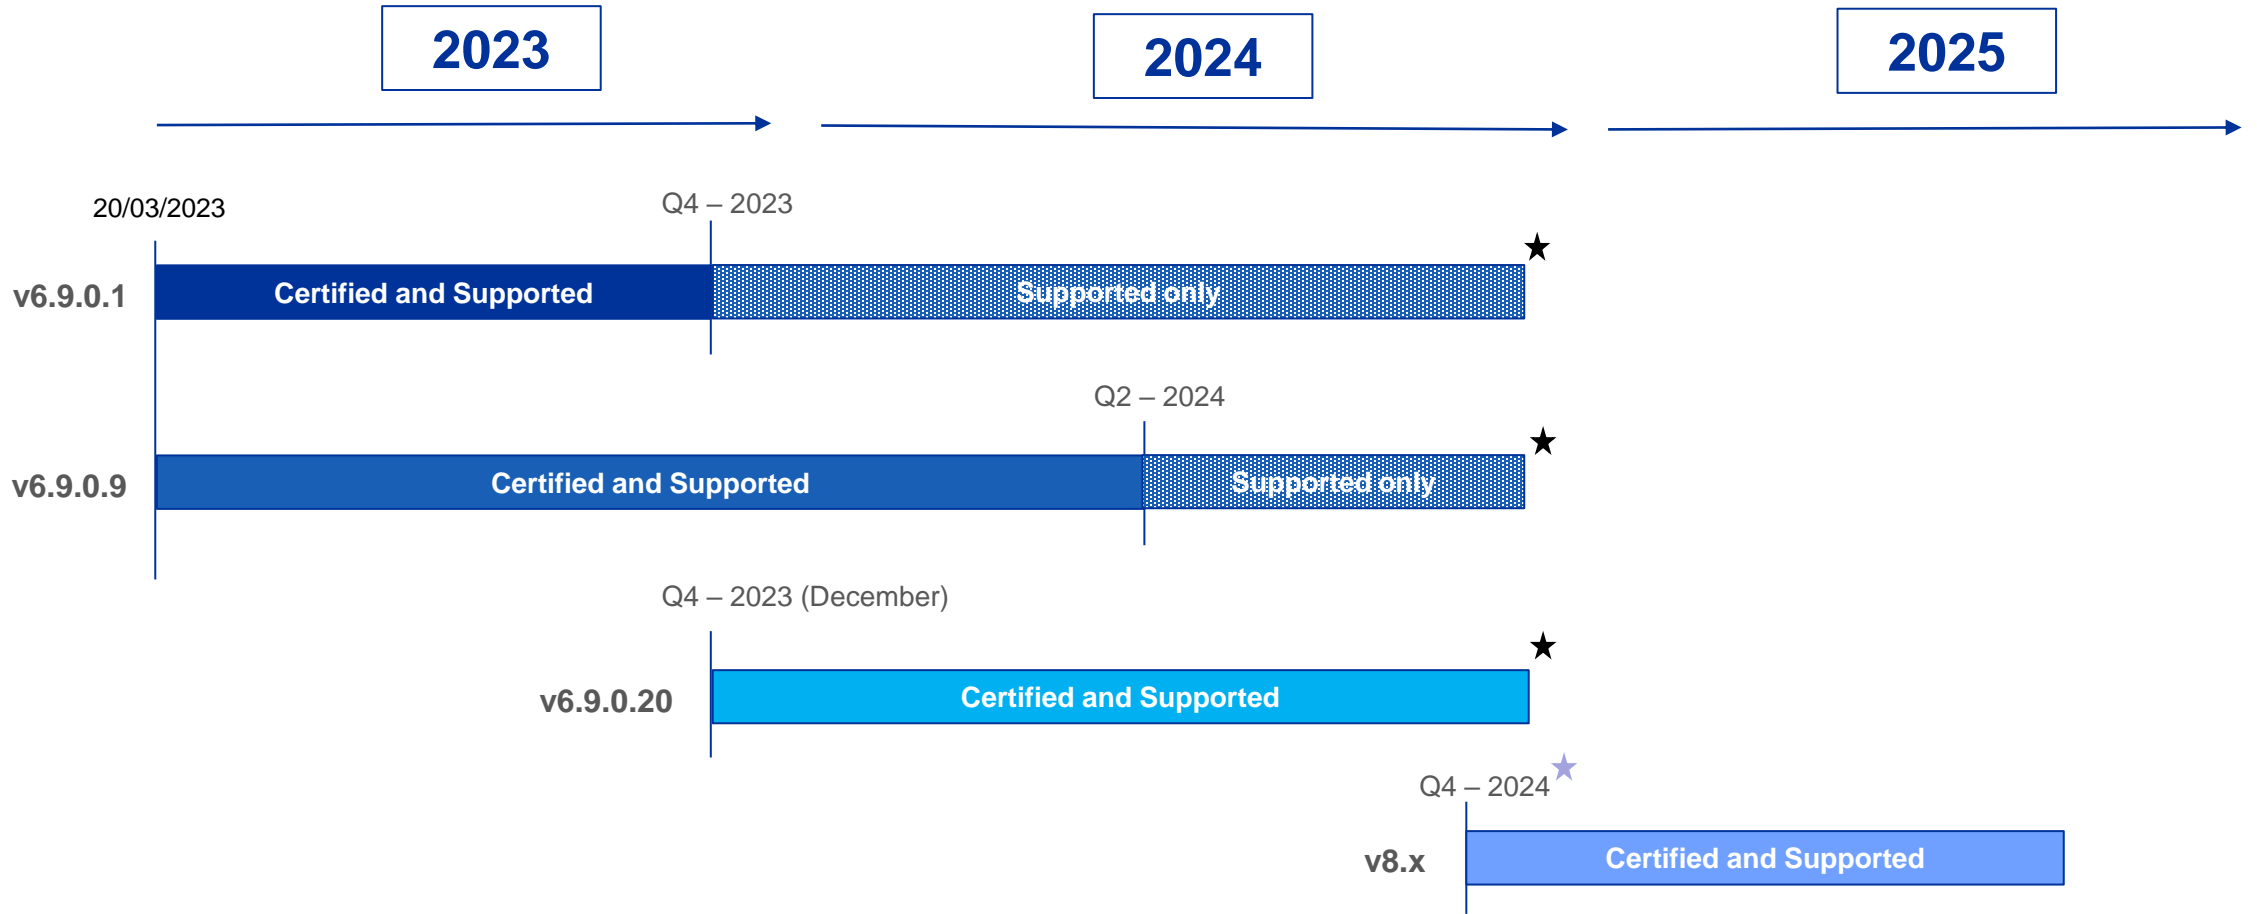 2023
2024
2025
20/03/2023
Q4 – 2023
v6.9.0.1
Certified and Supported
Supported only
Q2 – 2024
v6.9.0.9
Certified and Supported
Supported only
Q4 – 2023 (December)
v6.9.0.20
Certified and Supported
Q4 – 2024
v8.x
Certified and Supported